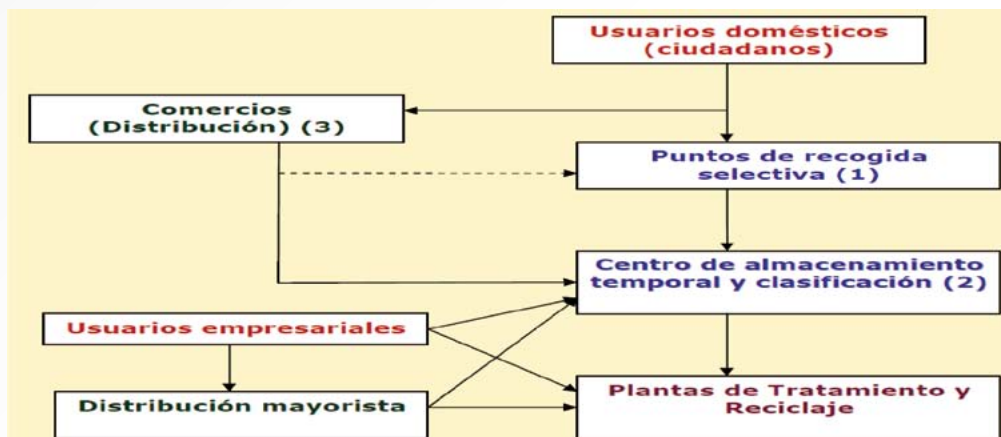 Usuarios domésticos
(ciudadanos)
Comercios
(Distribución) (3)
Puntos de recogida
selectiva (1)
Centro de almacenamiento
temporal y clasificación (2)
Usuarios empresariales
Distribución mayorista
Plantas de Tratamiento y
Reciclaje